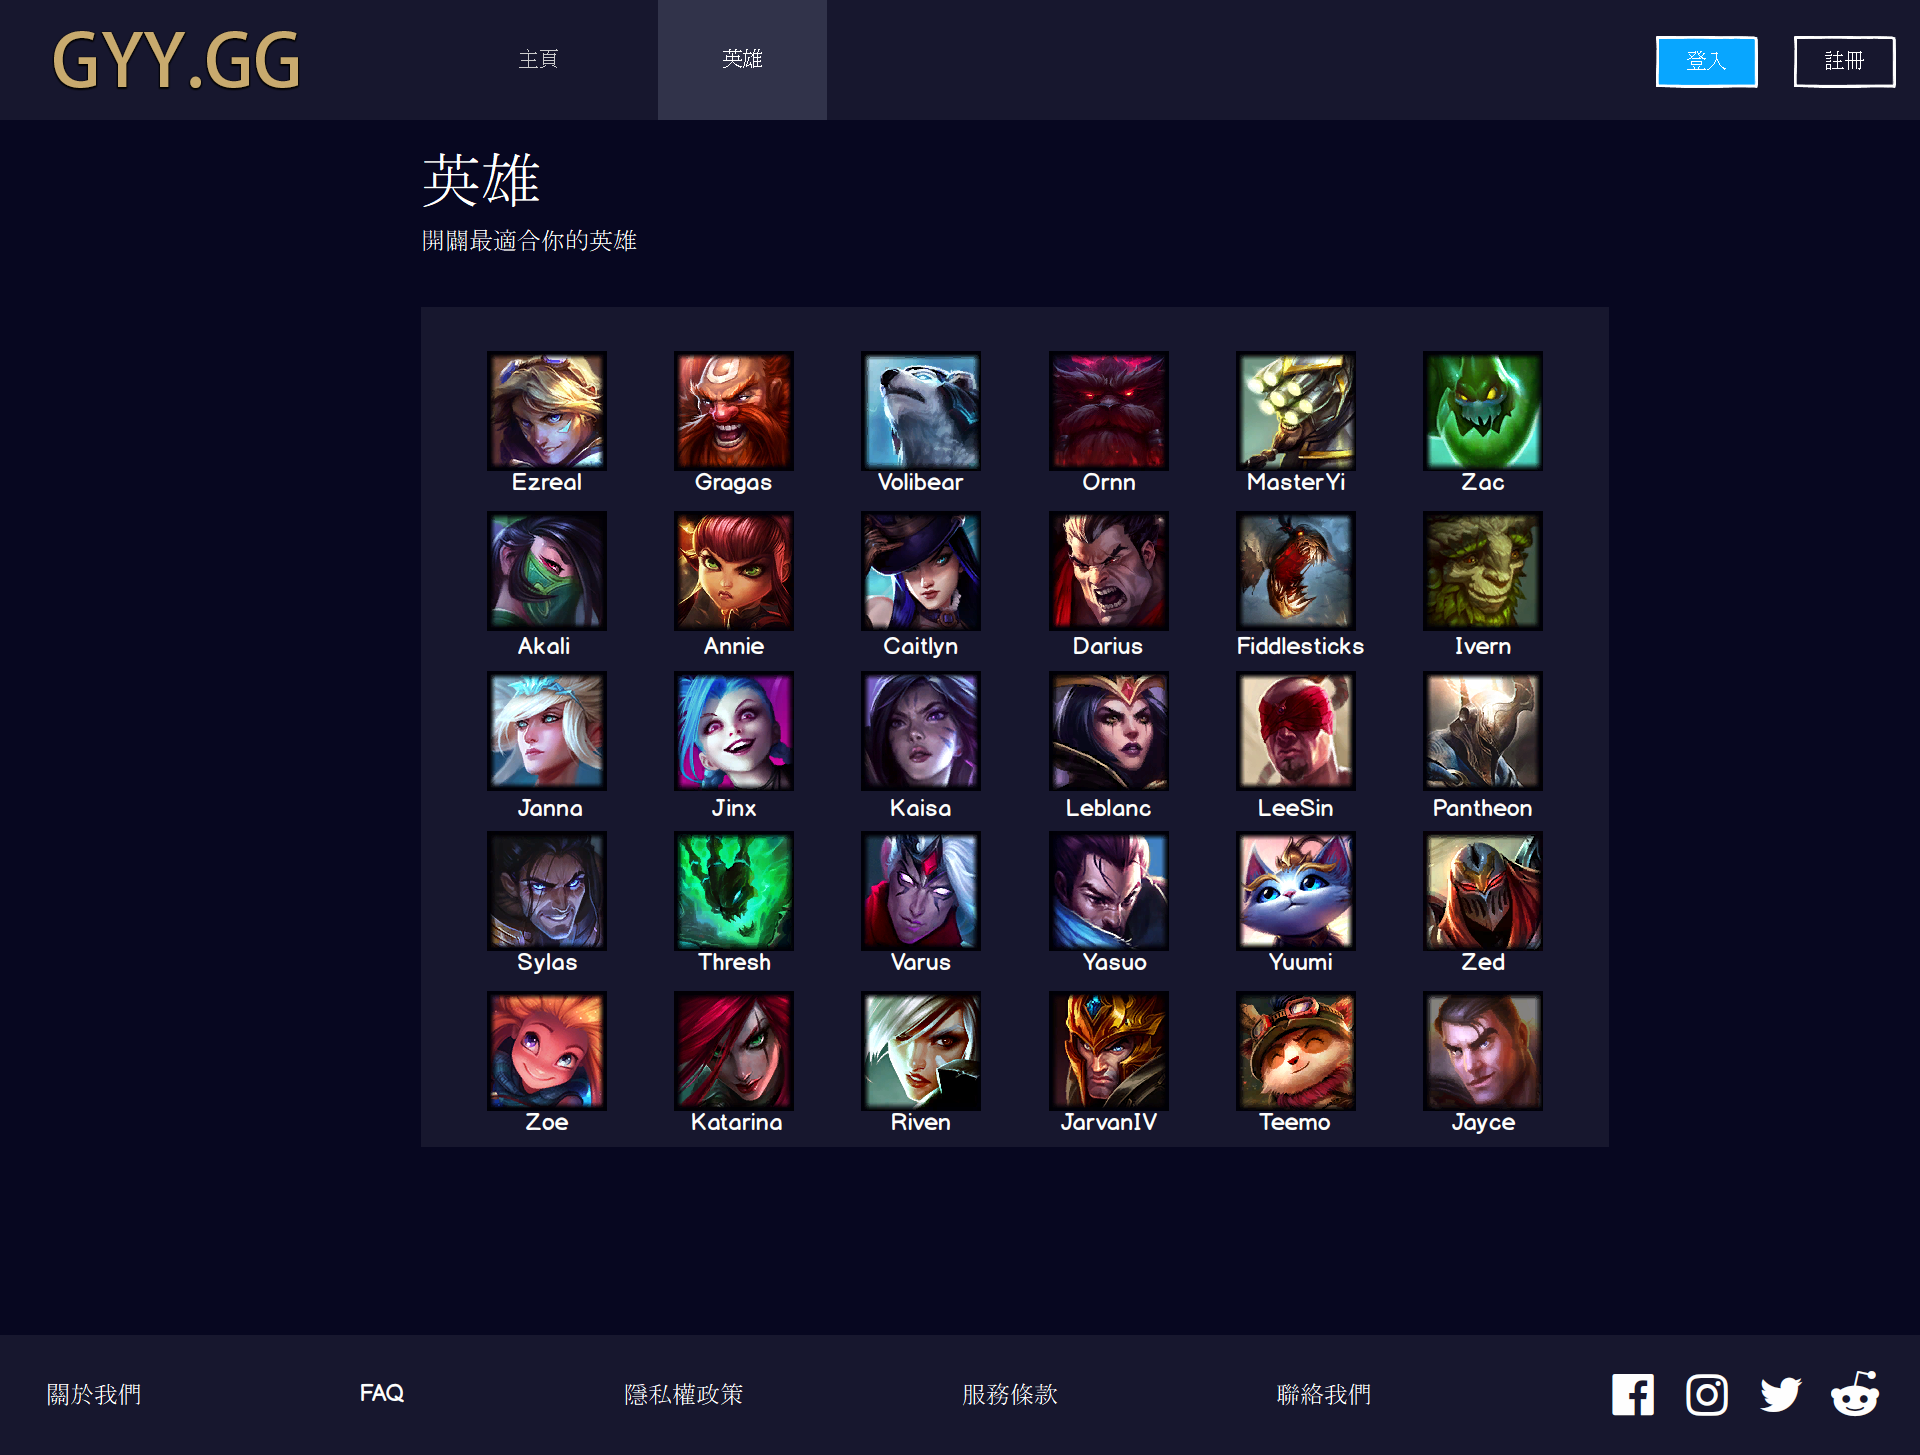 GYY.GG
主頁
英雄
登入
註冊
英雄
開闢最適合你的英雄
Ezreal Gragas Volibear Ornn MasterYi Zac
Akali Annie Caitlyn Darius Fiddlesticks Ivern
Janna Jinx Kaisa Leblanc LeeSin Pantheon
Sylas Thresh Varus Yasuo Yuumi Zed
Zoe Katarina Riven JarvanIV Teemo Jayce
關於我們
FAQ
隱私權政策
服務條款
聯絡我們